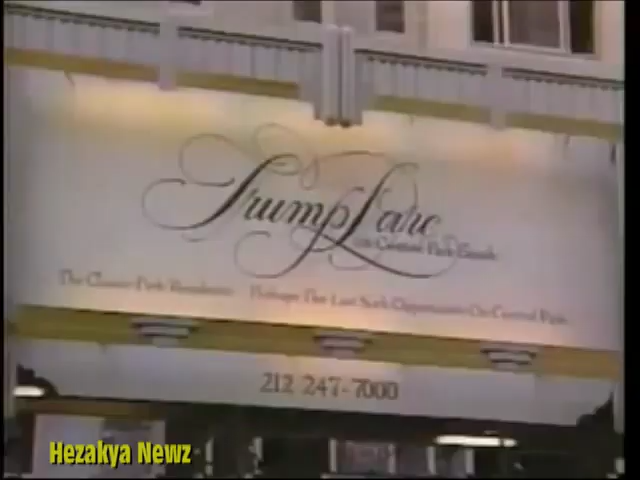 Trump Parc
on Central Park South
The Classic Park Residence Perhaps The Last Such Opportunity On Central Park
212 247-7000
Hezakya Newz